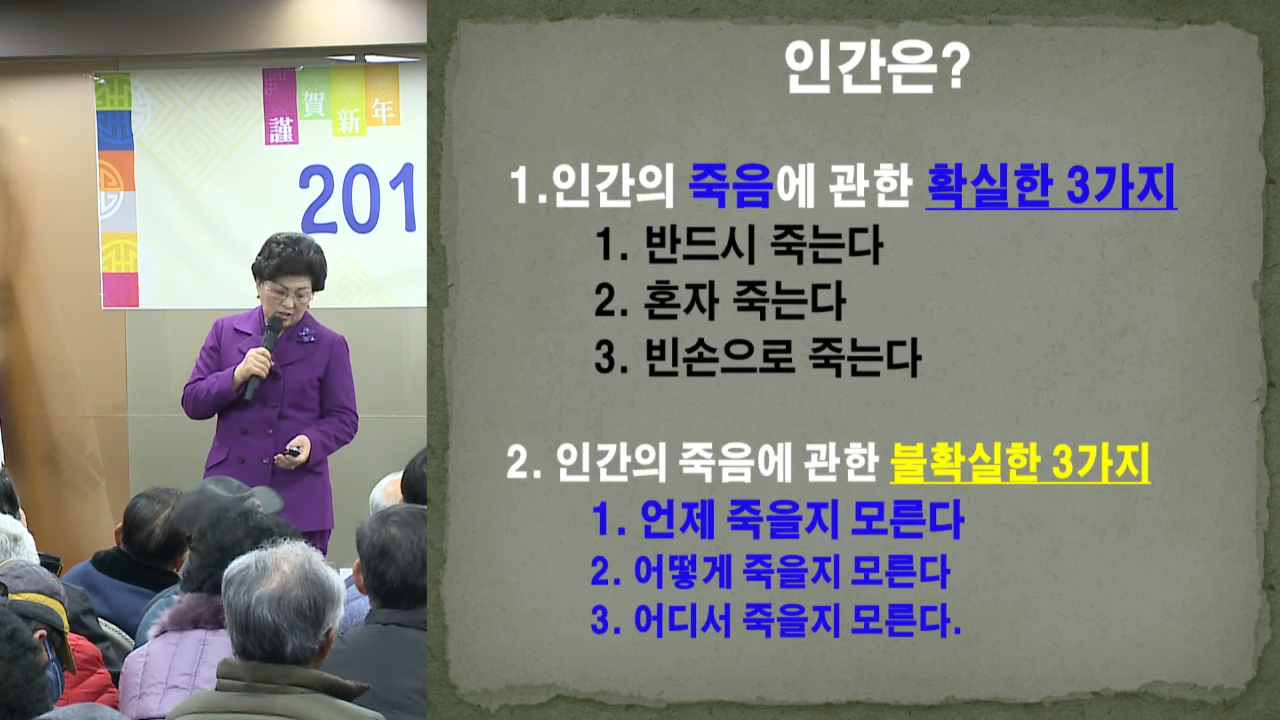 謹賀新年
201
인간은?
1.인간의 죽음에 관한 확실한 3가지
1. 반드시 죽는다
2. 혼자 죽는다
3. 빈손으로 죽는다
2. 인간의 죽음에 관한 불확실한 3가지
1. 언제 죽을지 모른다
2. 어떻게 죽을지 모른다
3. 어디서 죽을지 모른다.